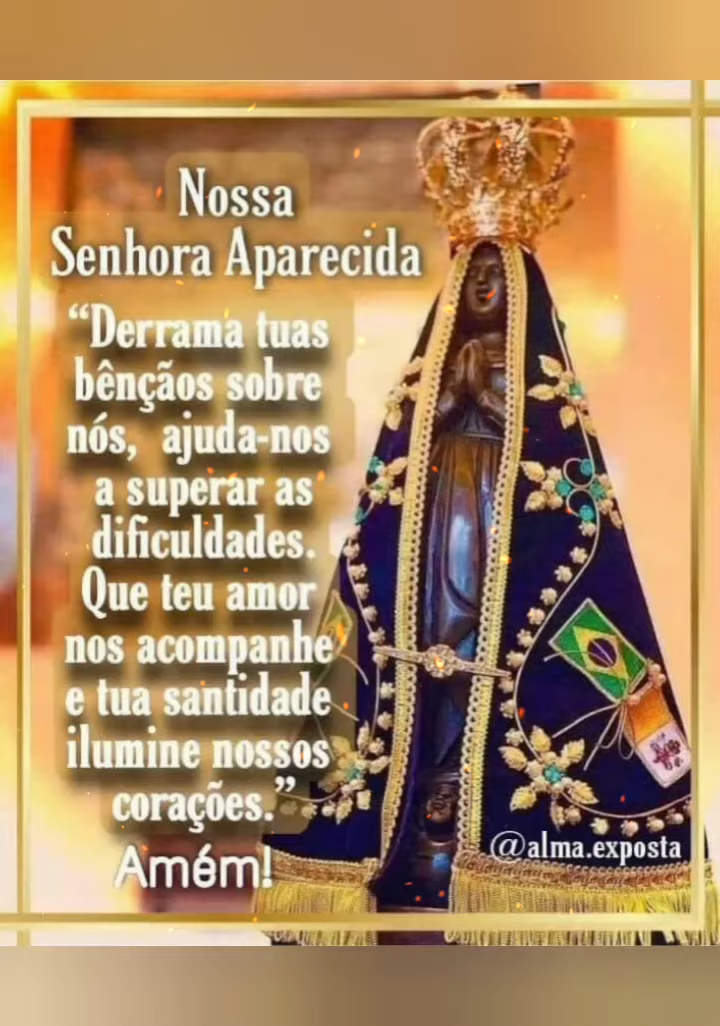 Nossa
Senhora Aparecida
“Derrama tuas
bênçãos sobre
nós, ajuda-nos
a superar as
dificuldades.
Que teu amor
nos acompanhe
e tua santidade
ilumine nossos
corações.”
Amém!
@alma.exposta